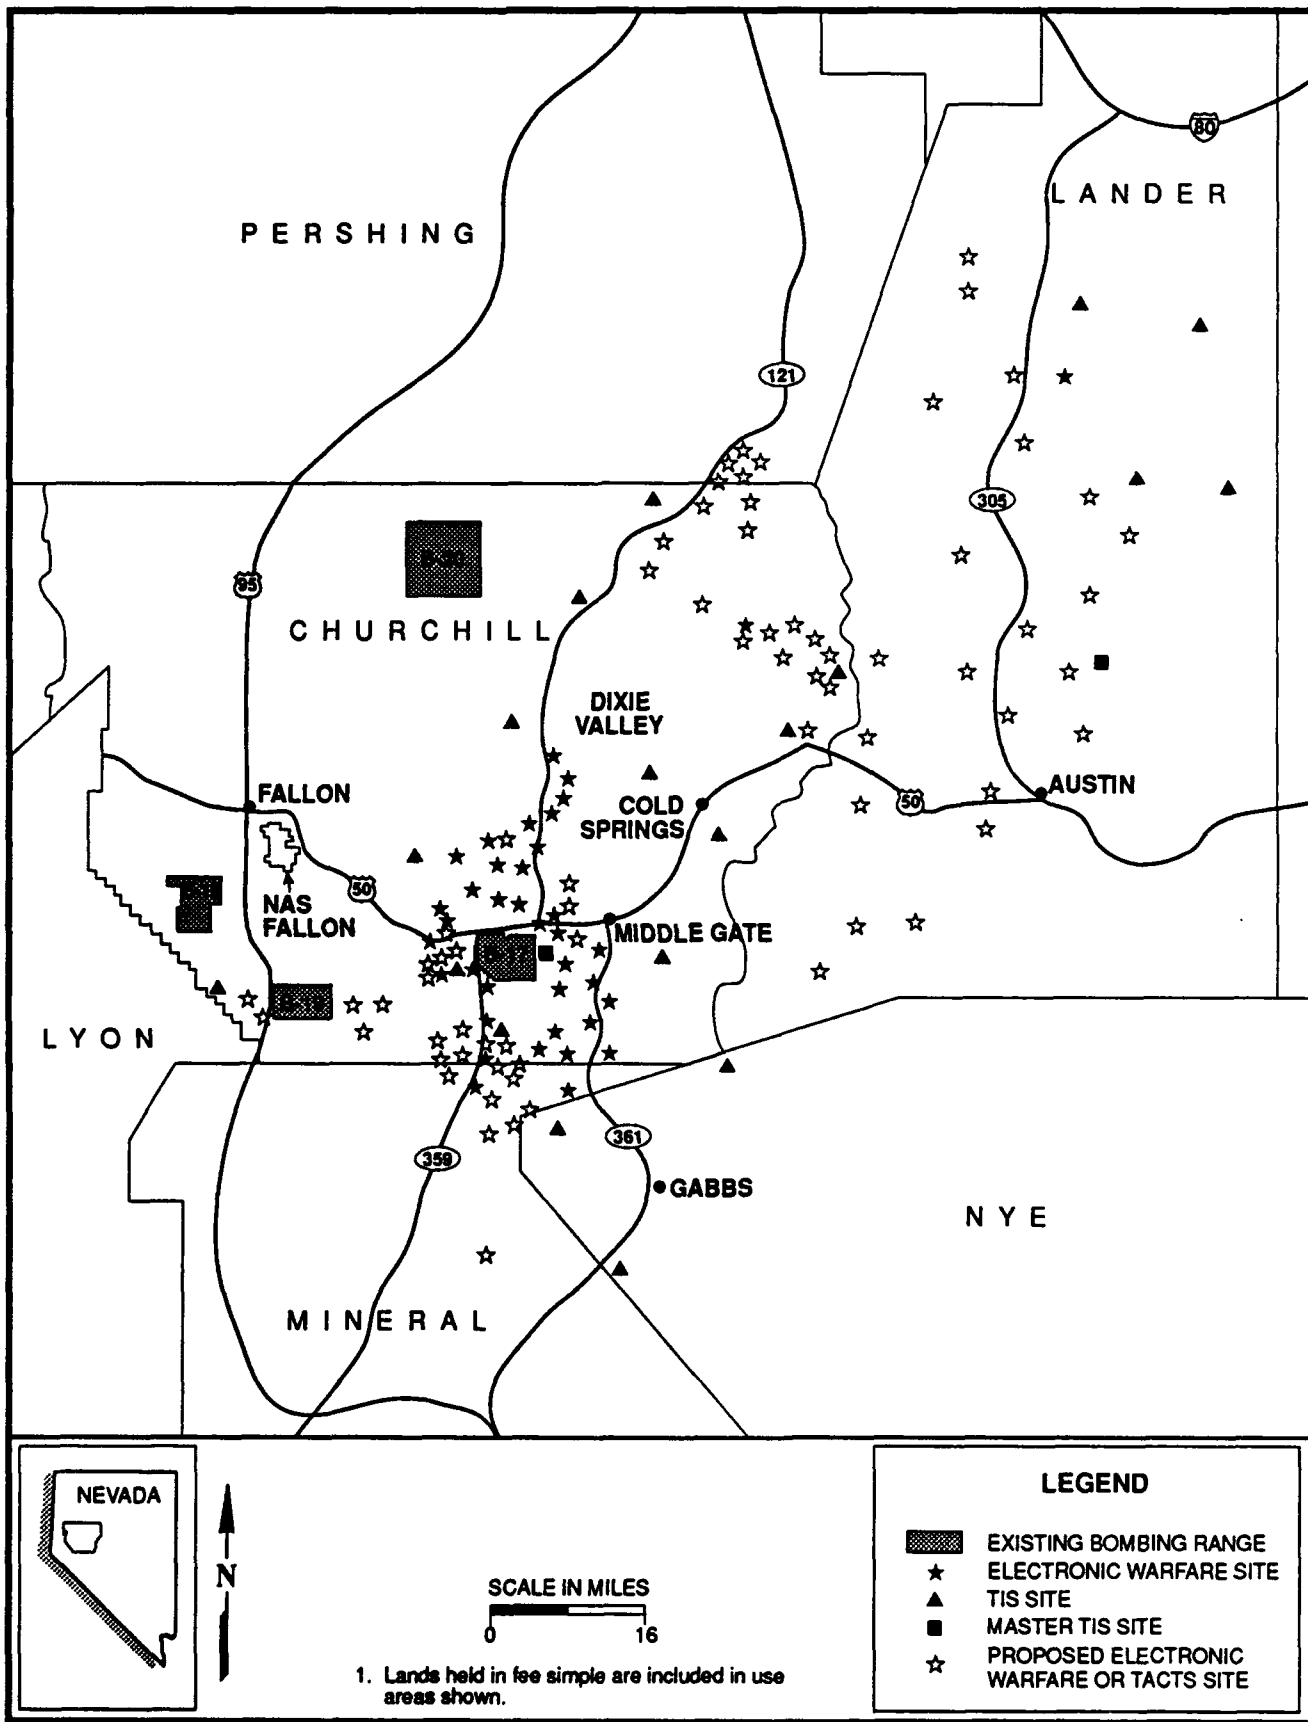 80
LANDER
PERSHING
121
305
B-20
95
CHURCHILL
DIXIE
VALLEY
FALLON
COLD
SPRINGS
50
AUSTIN
50
NAS
FALLON
MIDDLE GATE
B-17
B-19
LYON
361
359
GABBS
NYE
MINERAL
NEVADA
N
SCALE IN MILES
0 16
1. Lands held in fee simple are included in use
areas shown.
LEGEND
EXISTING BOMBING RANGE
ELECTRONIC WARFARE SITE
TIS SITE
MASTER TIS SITE
PROPOSED ELECTRONIC
WARFARE OR TACTS SITE